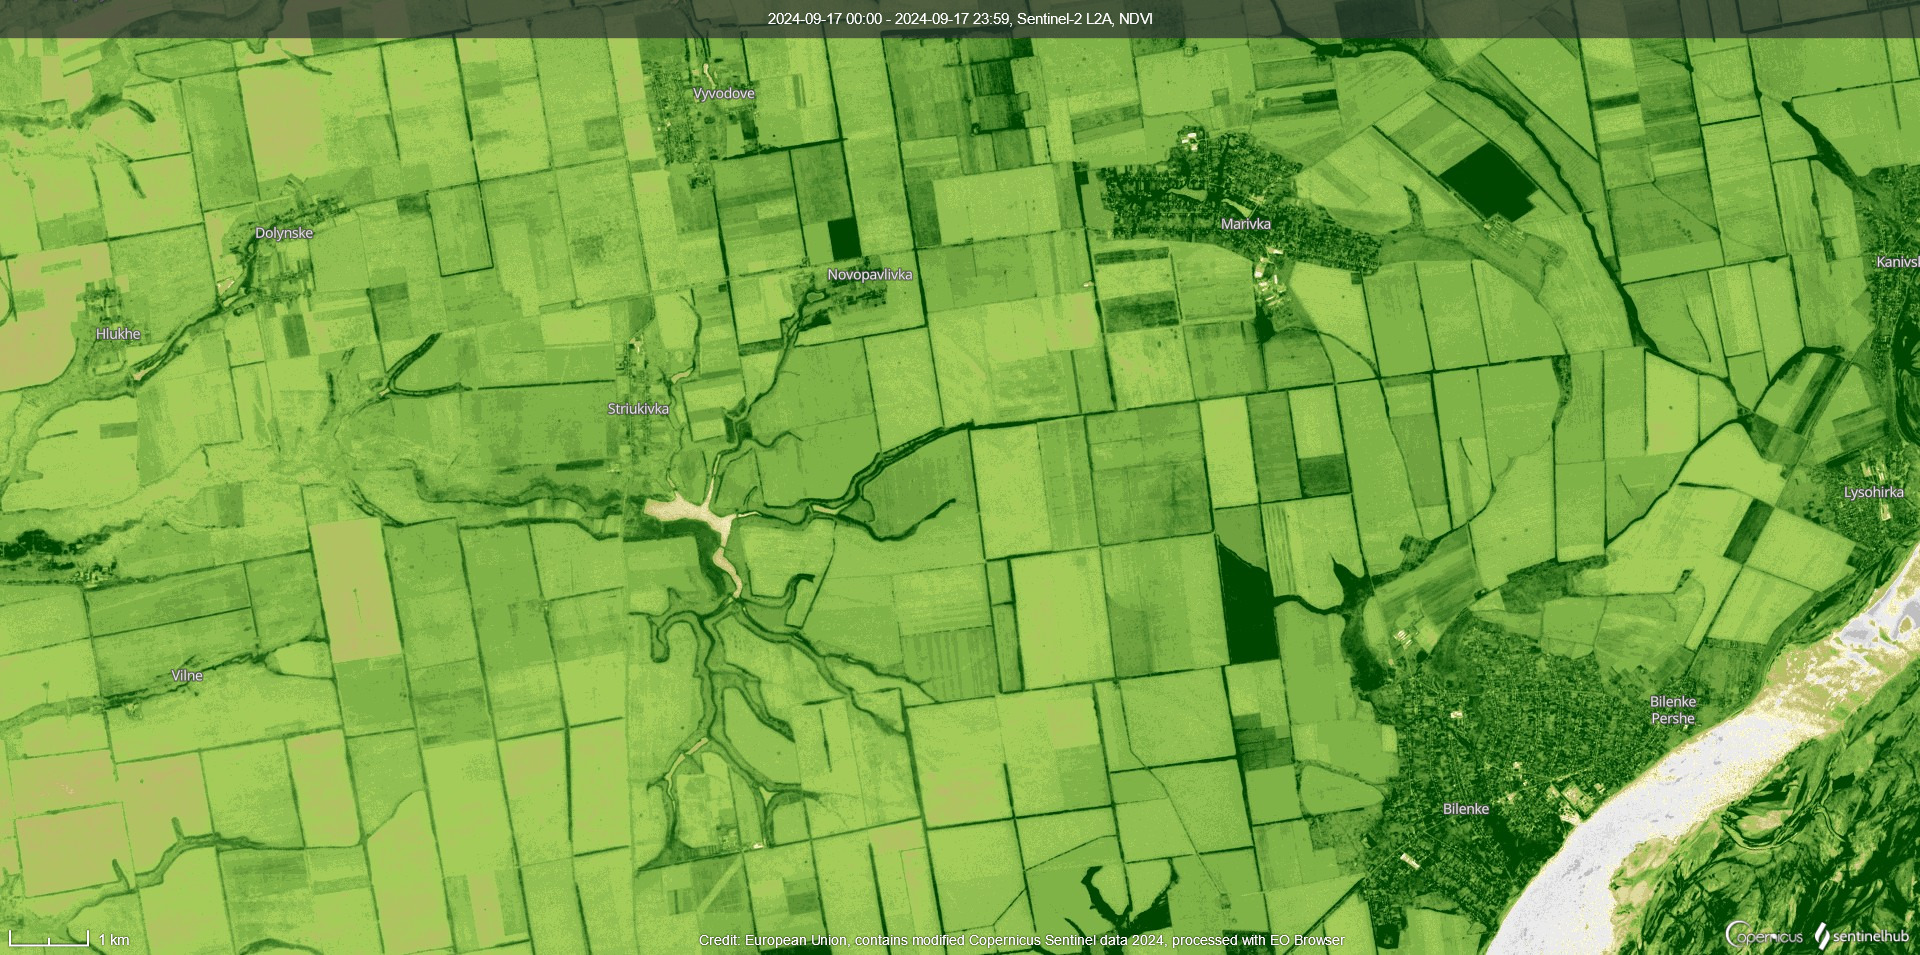 2024-09-17 00:00 - 2024-09-17 23:59, Sentinel-2 L2A, NDVI
Vyvodove
Dolynske
Marivka
Kanivsk
Novopavlivka
Hlukhe
Striukivka
Lysohirka
Vilne
Bilenke
Pershe
Bilenke
1 km
Credit: European Union, contains modified Copernicus Sentinel data 2024, processed with EO Browser
opernicus
sentinelhub